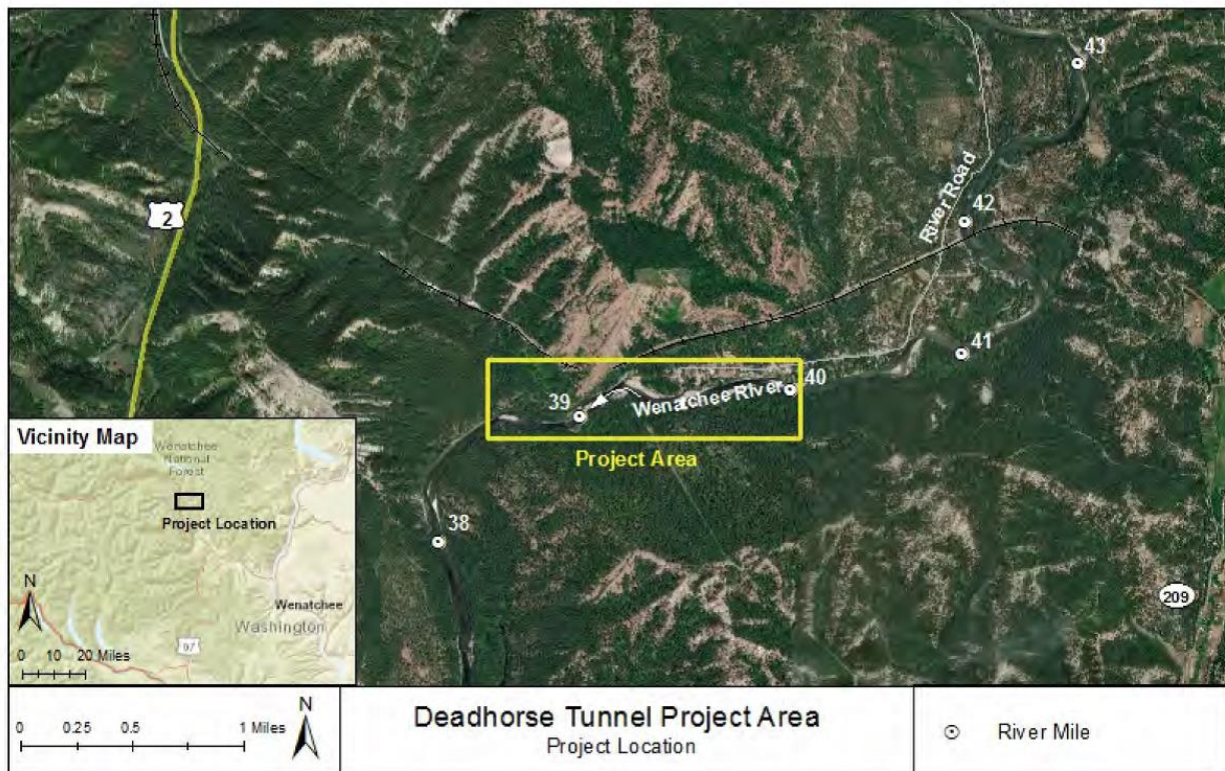 43
2
River Road
42
41
40
39
Wenatchee River
Project Area
38
209
Vicinity Map
Wenatchee
National
Forest
Project Location
N
Wenatchee
Washington
97
0 10 20 Miles
0 0.25 0.5 1 Miles
N
Deadhorse Tunnel Project Area
Project Location
River Mile